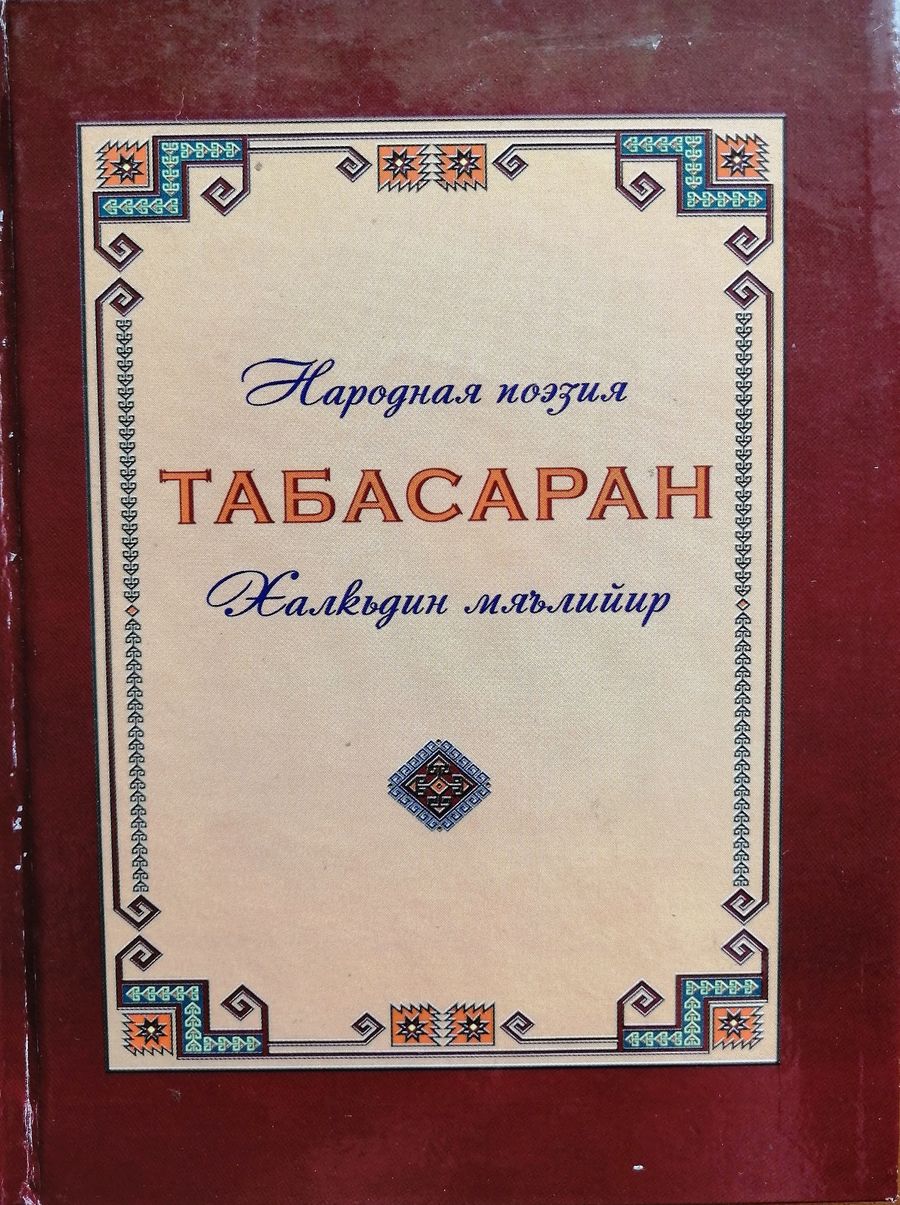 Народная поэзия
ТАБАСАРАН
Халкьдин мяълийир